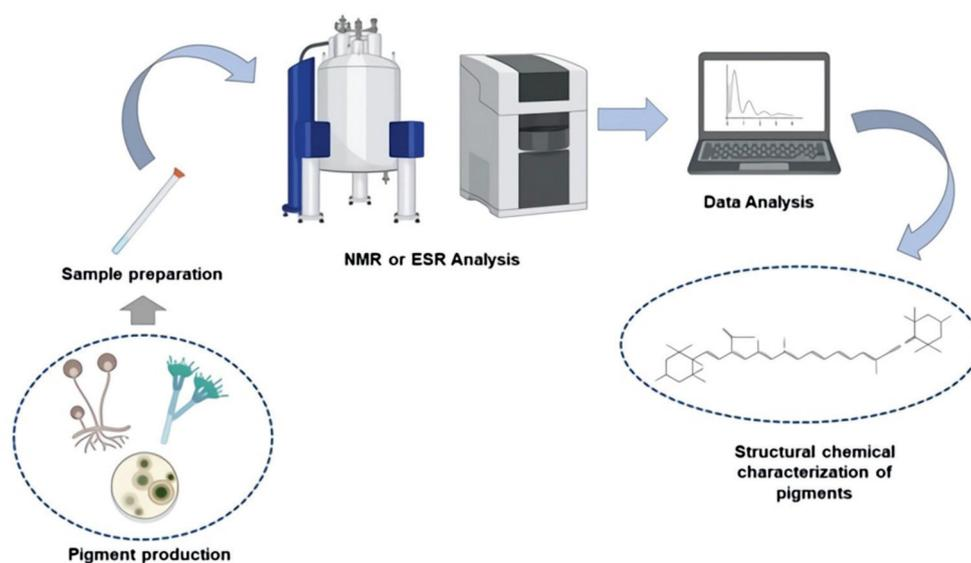 Sample preparation
Pigment production
NMR or ESR Analysis
Data Analysis
Structural chemical
characterization of
pigments